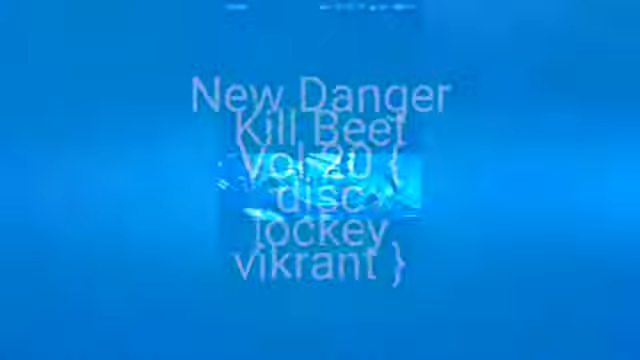 New Danger
Kill Beet
Vol 20 {
disc
jockey
vikrant }